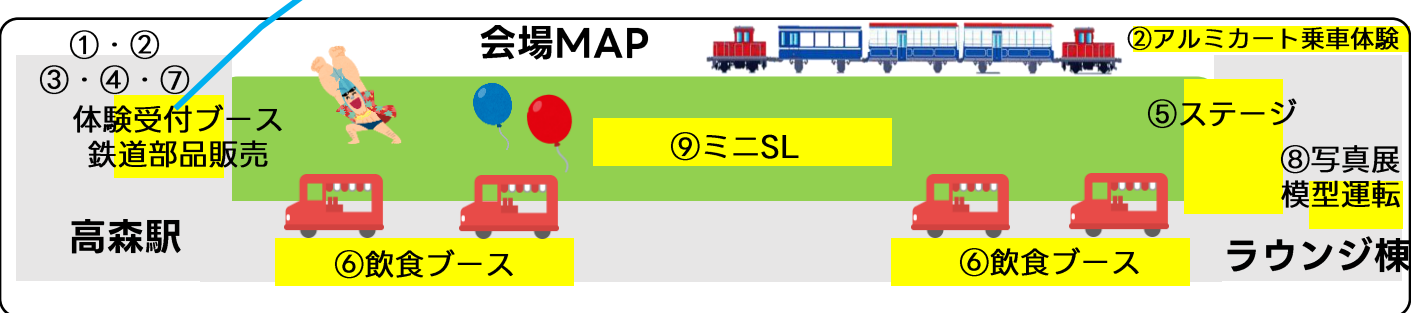 会場MAP
①・②
③・④・⑦
体験受付ブース
鉄道部品販売
高森駅
⑥飲食ブース
⑨ミニSL
⑥飲食ブース
②アルミカート乗車体験
⑤ステージ
⑧写真展
模型運転
ラウンジ棟